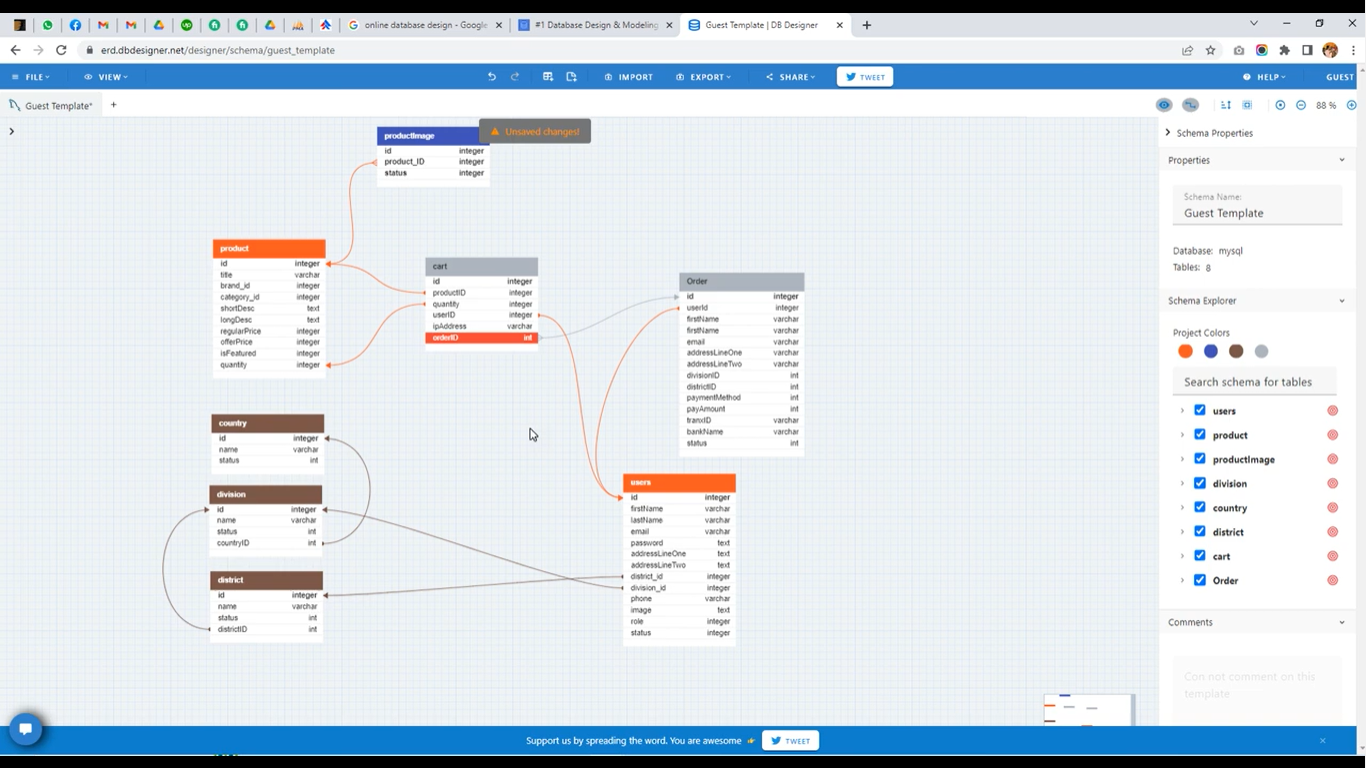 online database design - Google
#1 Database Design & Modeling
Guest Template | DB Designer
erd.dbdesigner.net/designer/schema/guest_template
FILE
VIEW
IMPORT
EXPORT
SHARE
TWEET
HELP
GUEST
Guest Template*
88 %
Unsaved changes!
productImage
id integer
product_ID integer
status integer
product
id integer
title varchar
brand_id integer
category_id integer
shortDesc text
longDesc text
regularPrice integer
offerPrice integer
isFeatured integer
quantity integer
cart
id integer
productID integer
quantity integer
userID integer
ipAddress varchar
orderID int
Order
id integer
userId integer
firstName varchar
firstName varchar
email varchar
addressLineOne varchar
addressLineTwo varchar
divisionID int
districtID int
paymentMethod int
payAmount int
tranxID varchar
bankName varchar
status int
country
id integer
name varchar
status int
division
id integer
name varchar
status int
countryID int
district
id integer
name varchar
status int
districtID int
users
id integer
firstName varchar
lastName varchar
email varchar
password text
addressLineOne text
addressLineTwo text
district_id integer
division_id integer
phone varchar
image text
role integer
status integer
Schema Properties
Properties
Schema Name:
Guest Template
Database: mysql
Tables: 8
Schema Explorer
Project Colors
Search schema for tables
users
product
productImage
division
country
district
cart
Order
Comments
Con not comment on this
template
Support us by spreading the word. You are awesome
TWEET